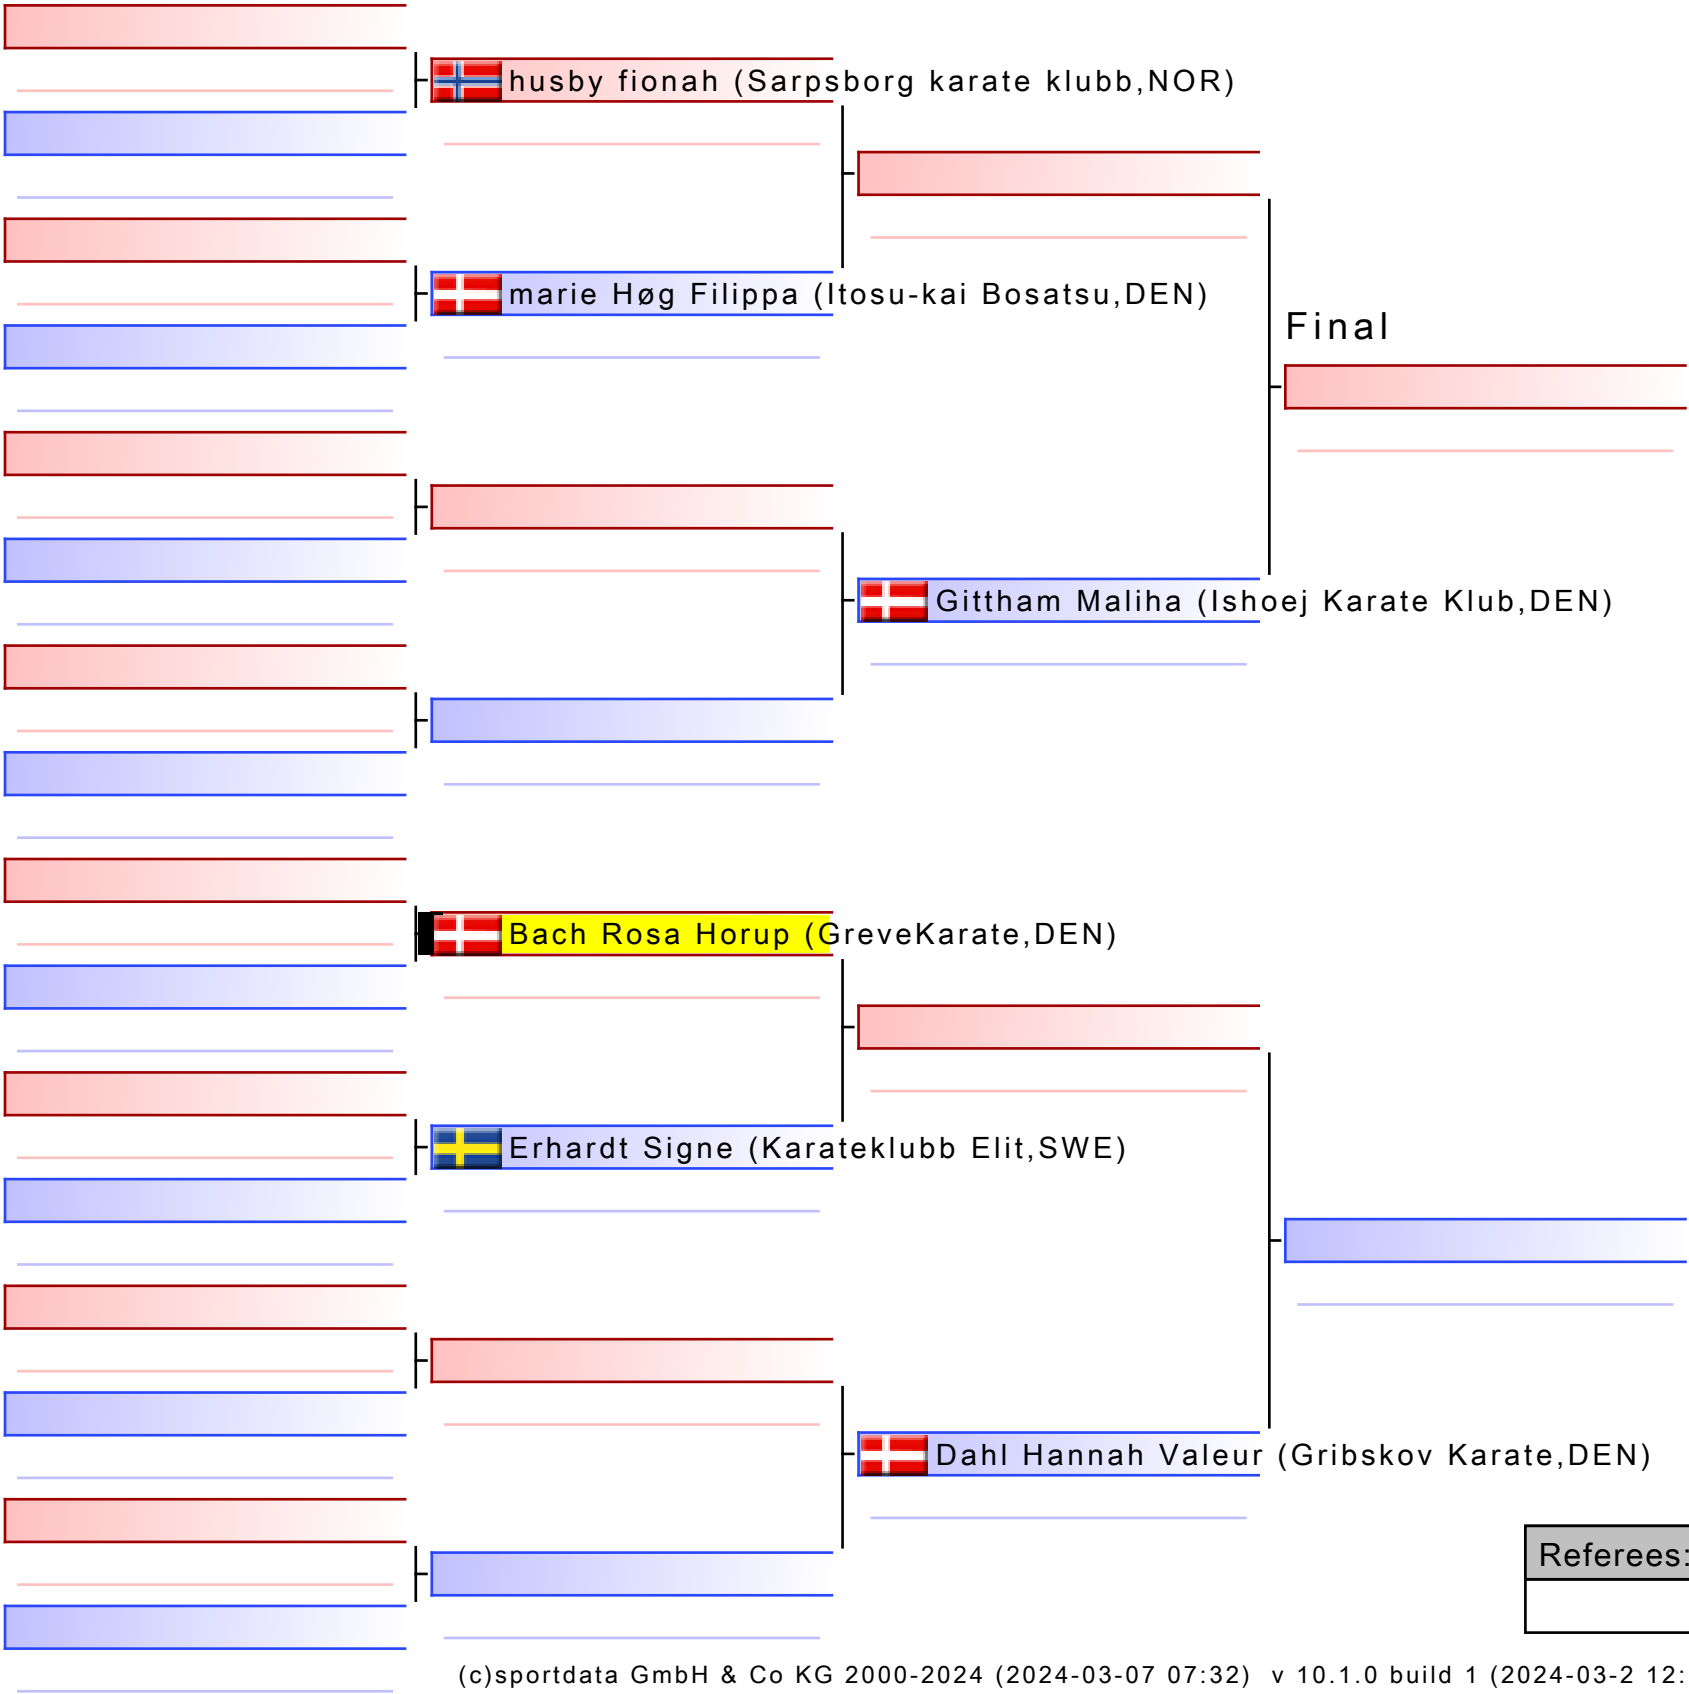 husby fionah (Sarpsborg karate klubb,NOR)
marie Høg Filippa (Itosu-kai Bosatsu,DEN)
Final
Gittham Maliha (Ishoej Karate Klub,DEN)
Bach Rosa Horup (GreveKarate,DEN)
Erhardt Signe (Karateklubb Elit,SWE)
Dahl Hannah Valeur (Gribskov Karate,DEN)
Referees:
(c)sportdata GmbH & Co KG 2000-2024 (2024-03-07 07:32) v 10.1.0 build 1 (2024-03-2 12: